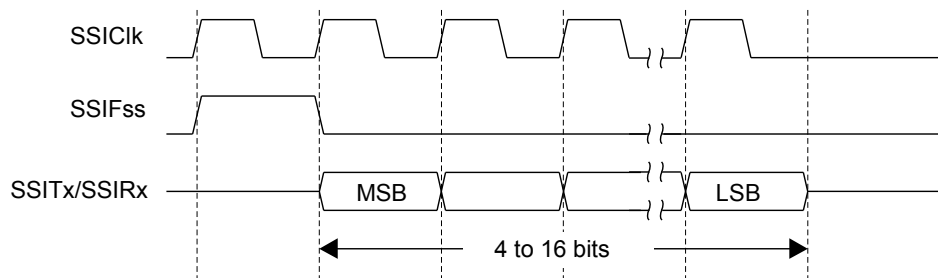 SSIClk
SSIFss
SSITx/SSIRx
MSB
LSB
4 to 16 bits